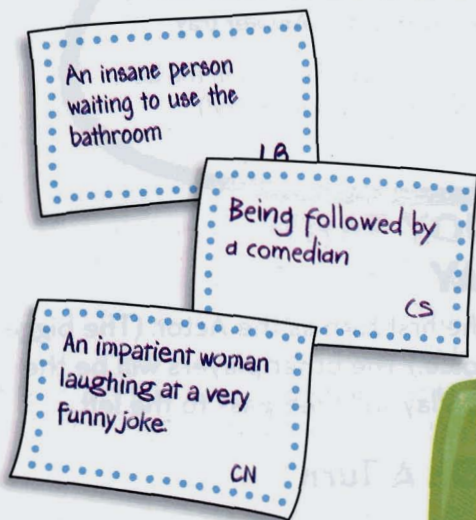 An insane person
waiting to use the
bathroom
Being followed by
a comedian
CS
An impatient woman
laughing at a very
funny joke.
CN